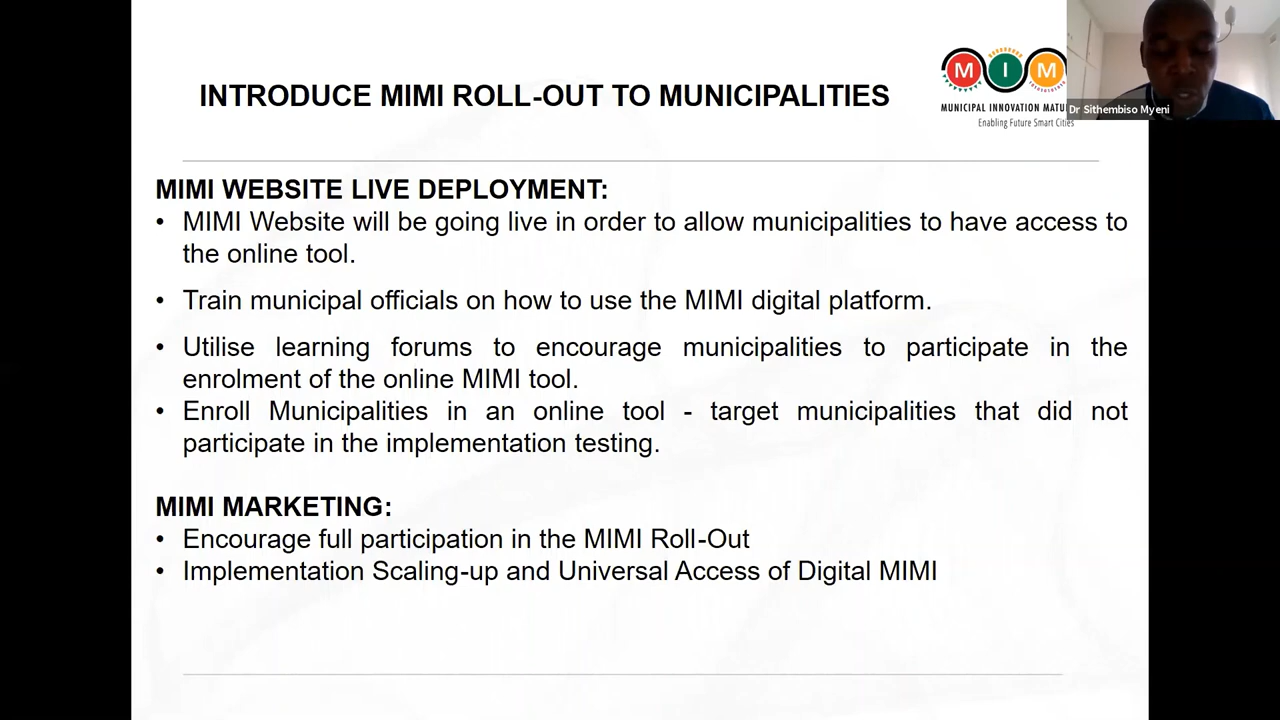 INTRODUCE MIMI ROLL-OUT TO MUNICIPALITIES
M I M
MUNICIPAL INNOVATION MATU
Enabling Future Smart Cities
Dr Sithembiso Myeni
MIMI WEBSITE LIVE DEPLOYMENT:
• MIMI Website will be going live in order to allow municipalities to have access to
the online tool.
• Train municipal officials on how to use the MIMI digital platform.
• Utilise learning forums to encourage municipalities to participate in the
enrolment of the online MIMI tool.
• Enroll Municipalities in an online tool - target municipalities that did not
participate in the implementation testing.
MIMI MARKETING:
• Encourage full participation in the MIMI Roll-Out
• Implementation Scaling-up and Universal Access of Digital MIMI